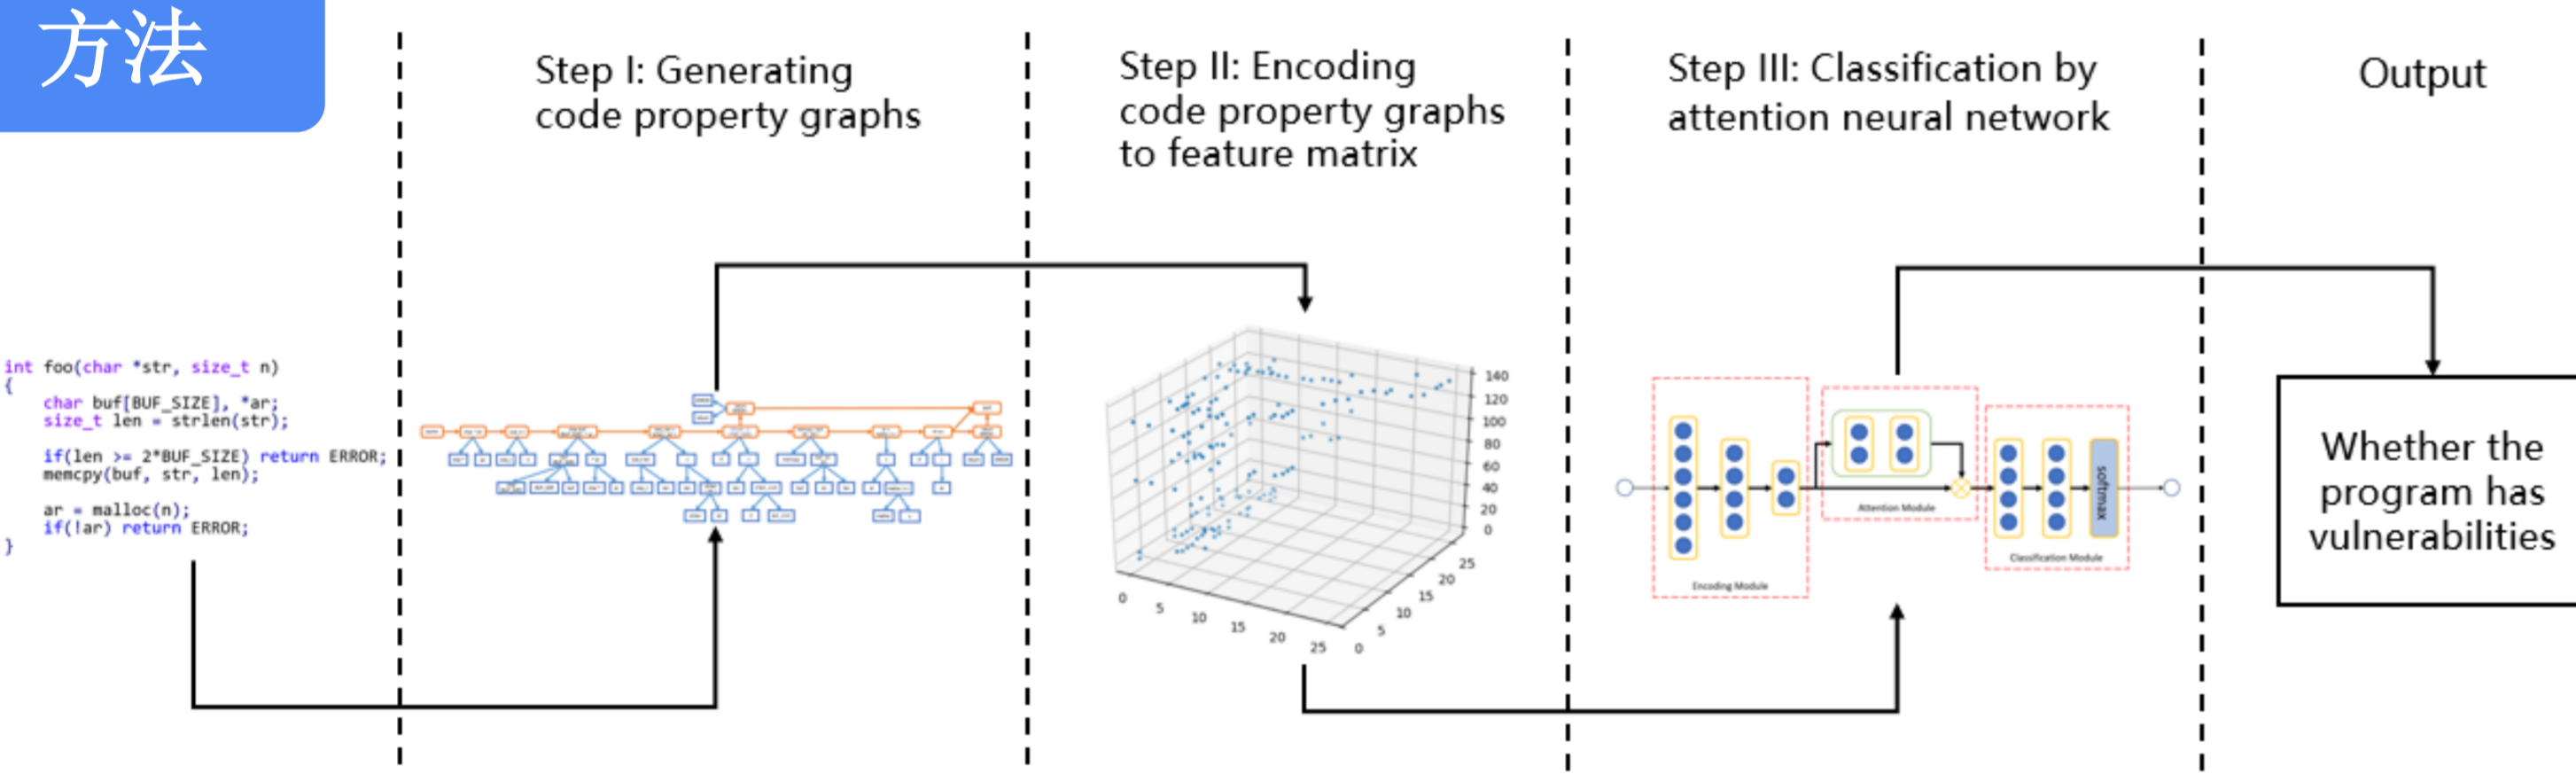 方法
Step I: Generating
code property graphs
Step II: Encoding
code property graphs
to feature matrix
Step III: Classification by
attention neural network
Output
int foo(char *str, size_t n)
{
char buf[BUF_SIZE], *ar;
size_t len = strlen(str);
if(len >= 2*BUF_SIZE) return ERROR;
memcpy(buf, str, len);
ar = malloc(n);
if(!ar) return ERROR;
}
140
120
100
80
60
40
20
0
25
20
15
10
5
0
0
5
10
15
20
25
Encoding Module
Attention Module
softmax
Classification Module
Whether the
program has
vulnerabilities